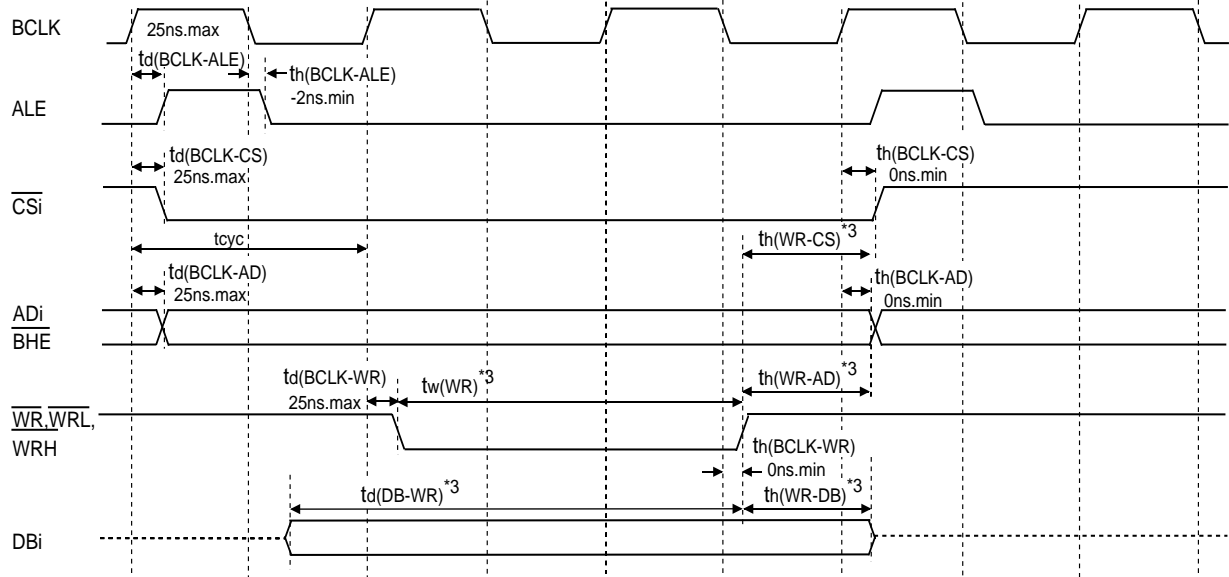 BCLK
25ns.max
td(BCLK-ALE)
th(BCLK-ALE)
-2ns.min
ALE
td(BCLK-CS)
25ns.max
th(BCLK-CS)
0ns.min
CSi
tcyc
th(WR-CS)*3
td(BCLK-AD)
25ns.max
th(BCLK-AD)
0ns.min
ADi
BHE
td(BCLK-WR)
25ns.max
tw(WR)*3
th(WR-AD)*3
WR,WRL,
WRH
th(BCLK-WR)
0ns.min
td(DB-WR)*3
th(WR-DB)*3
DBi